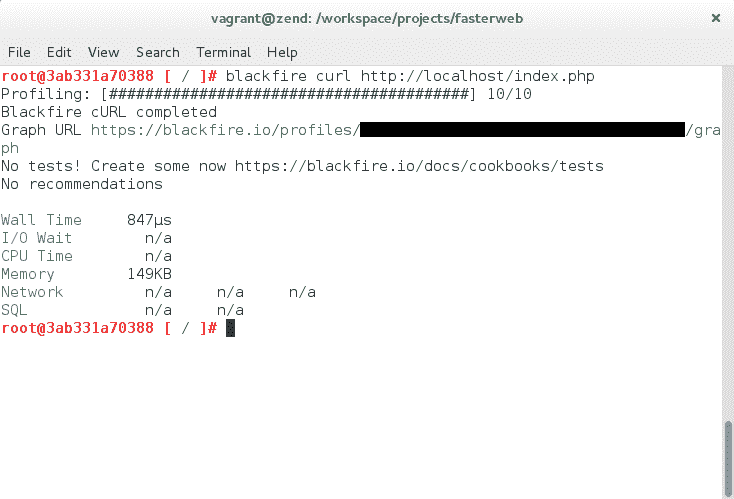 vagrant@zend: /workspace/projects/fasterweb
×
File Edit View Search Terminal Help
root@3ab331a70388 [ / ]# blackfire curl http://localhost/index.php
Profiling: [########################################] 10/10
Blackfire cURL completed
Graph URL https://blackfire.io/profiles/ /gra
ph
No tests! Create some now https://blackfire.io/docs/cookbooks/tests
No recommendations
Wall Time 847µs
I/O Wait n/a
CPU Time n/a
Memory 149KB
Network n/a n/a n/a
SQL n/a n/a
root@3ab331a70388 [ / ]#